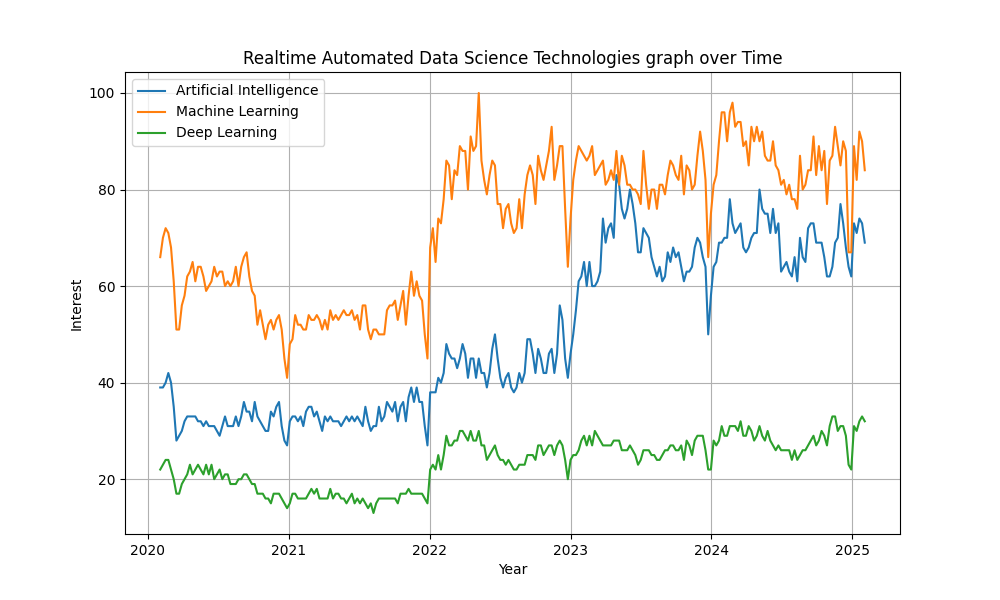 Realtime Automated Data Science Technologies graph over Time
Artificial Intelligence
Machine Learning
Deep Learning
100
80
60
40
20
Interest
2020 2021 2022 2023 2024 2025
Year